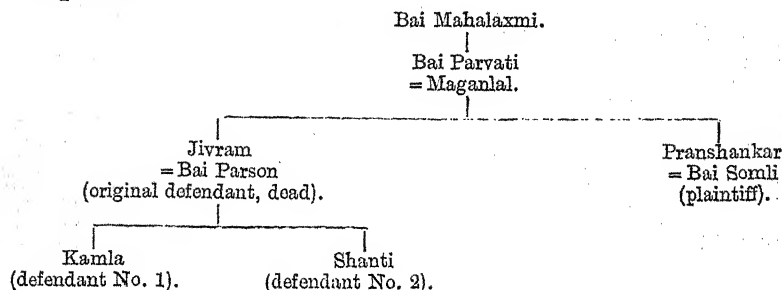 Bai Mahalaxmi.
Bai Parvati
= Maganlal.
Jivram
= Bai Parson
(original defendant, dead).
Pranshankar
= Bai Somli
(plaintiff).
Kamla
(defendant No. 1).
Shanti
(defendant No. 2).